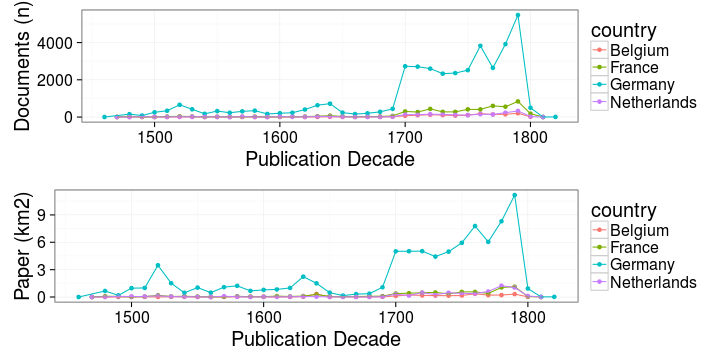 Documents (n)
4000
2000
0
1500
1600
1700
1800
Publication Decade
country
Belgium
France
Germany
Netherlands
Paper (km2)
9
6
3
0
1500
1600
1700
1800
Publication Decade
country
Belgium
France
Germany
Netherlands